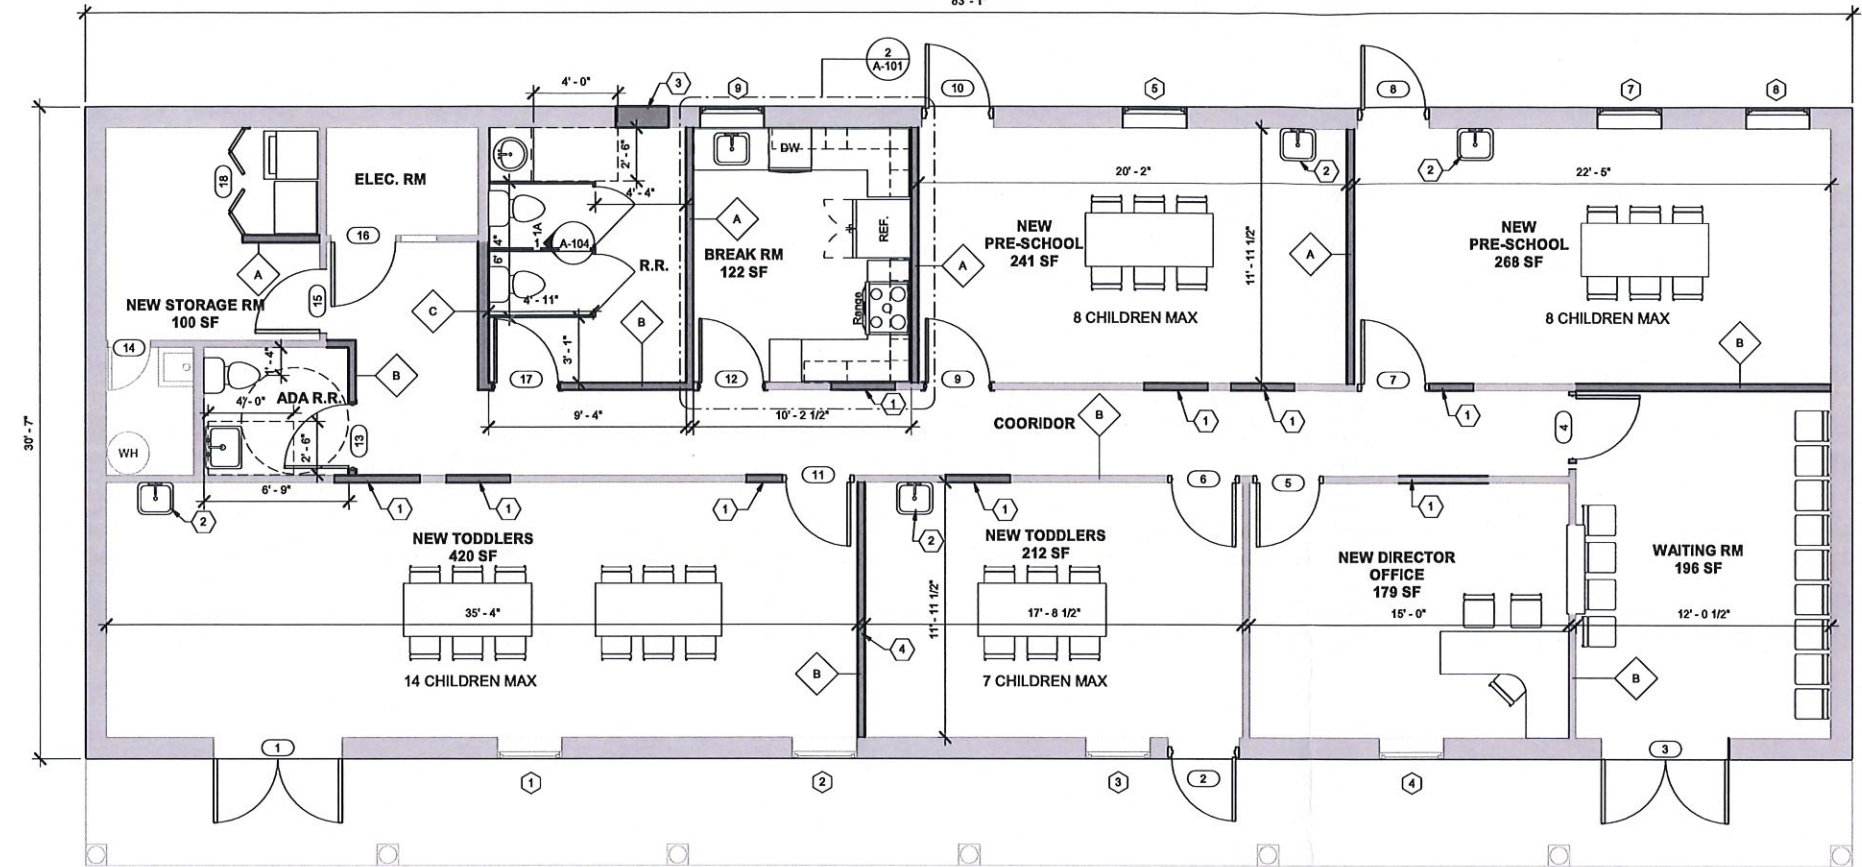 83' - 1"
2
A-101
4' - 0"
3
9
10
5
8
7
8
30' - 7"
18
ELEC. RM
16
2' - 6"
4' - 4"
DW
A
REF.
BREAK RM
122 SF
1A
1
A-104
4"
6'
R.R.
4' - 11"
C
B
3' - 1"
17
Range
12
A
A
NEW STORAGE RM
100 SF
15
14
1' - 4"
4' - 0"
ADA R.R.
B
13
2' - 6"
WH
6' - 9"
9' - 4"
10' - 2 1/2"
1
20' - 2"
NEW
PRE-SCHOOL
241 SF
8 CHILDREN MAX
11' - 11 1/2"
2
A
9
2
22' - 5"
NEW
PRE-SCHOOL
268 SF
8 CHILDREN MAX
B
7
1
1
1
COORIDOR
B
4
11
6
5
2
1
1
1
2
1
1
NEW TODDLERS
420 SF
35' - 4"
14 CHILDREN MAX
B
4
NEW TODDLERS
212 SF
11' - 11 1/2"
17' - 8 1/2"
7 CHILDREN MAX
NEW DIRECTOR
OFFICE
179 SF
15' - 0"
B
WAITING RM
196 SF
12' - 0 1/2"
1
1
2
3
2
4
3